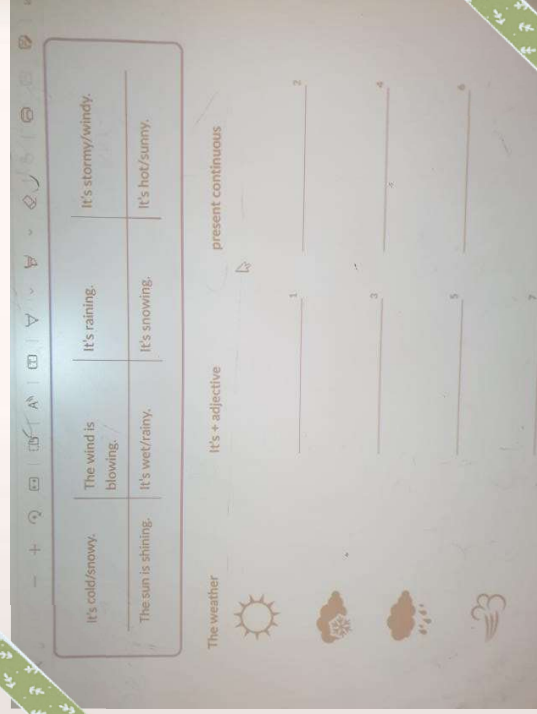 It's cold/snowy. The wind is blowing. It's raining. It's stormy/windy.
The sun is shining. It's wet/rainy. It's snowing. It's hot/sunny.
The weather It's + adjective present continuous
1 2
3 4
5 6
7